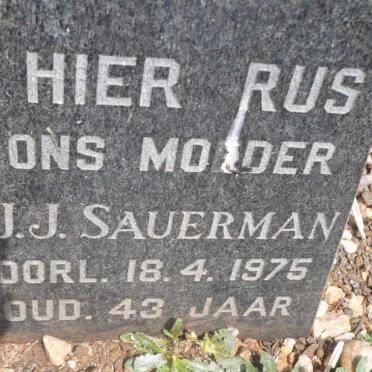 HIER RUS
ONS MOEDER
J.J. SAUERMAN
OORL. 18.4.1975
OUD. 43 JAAR